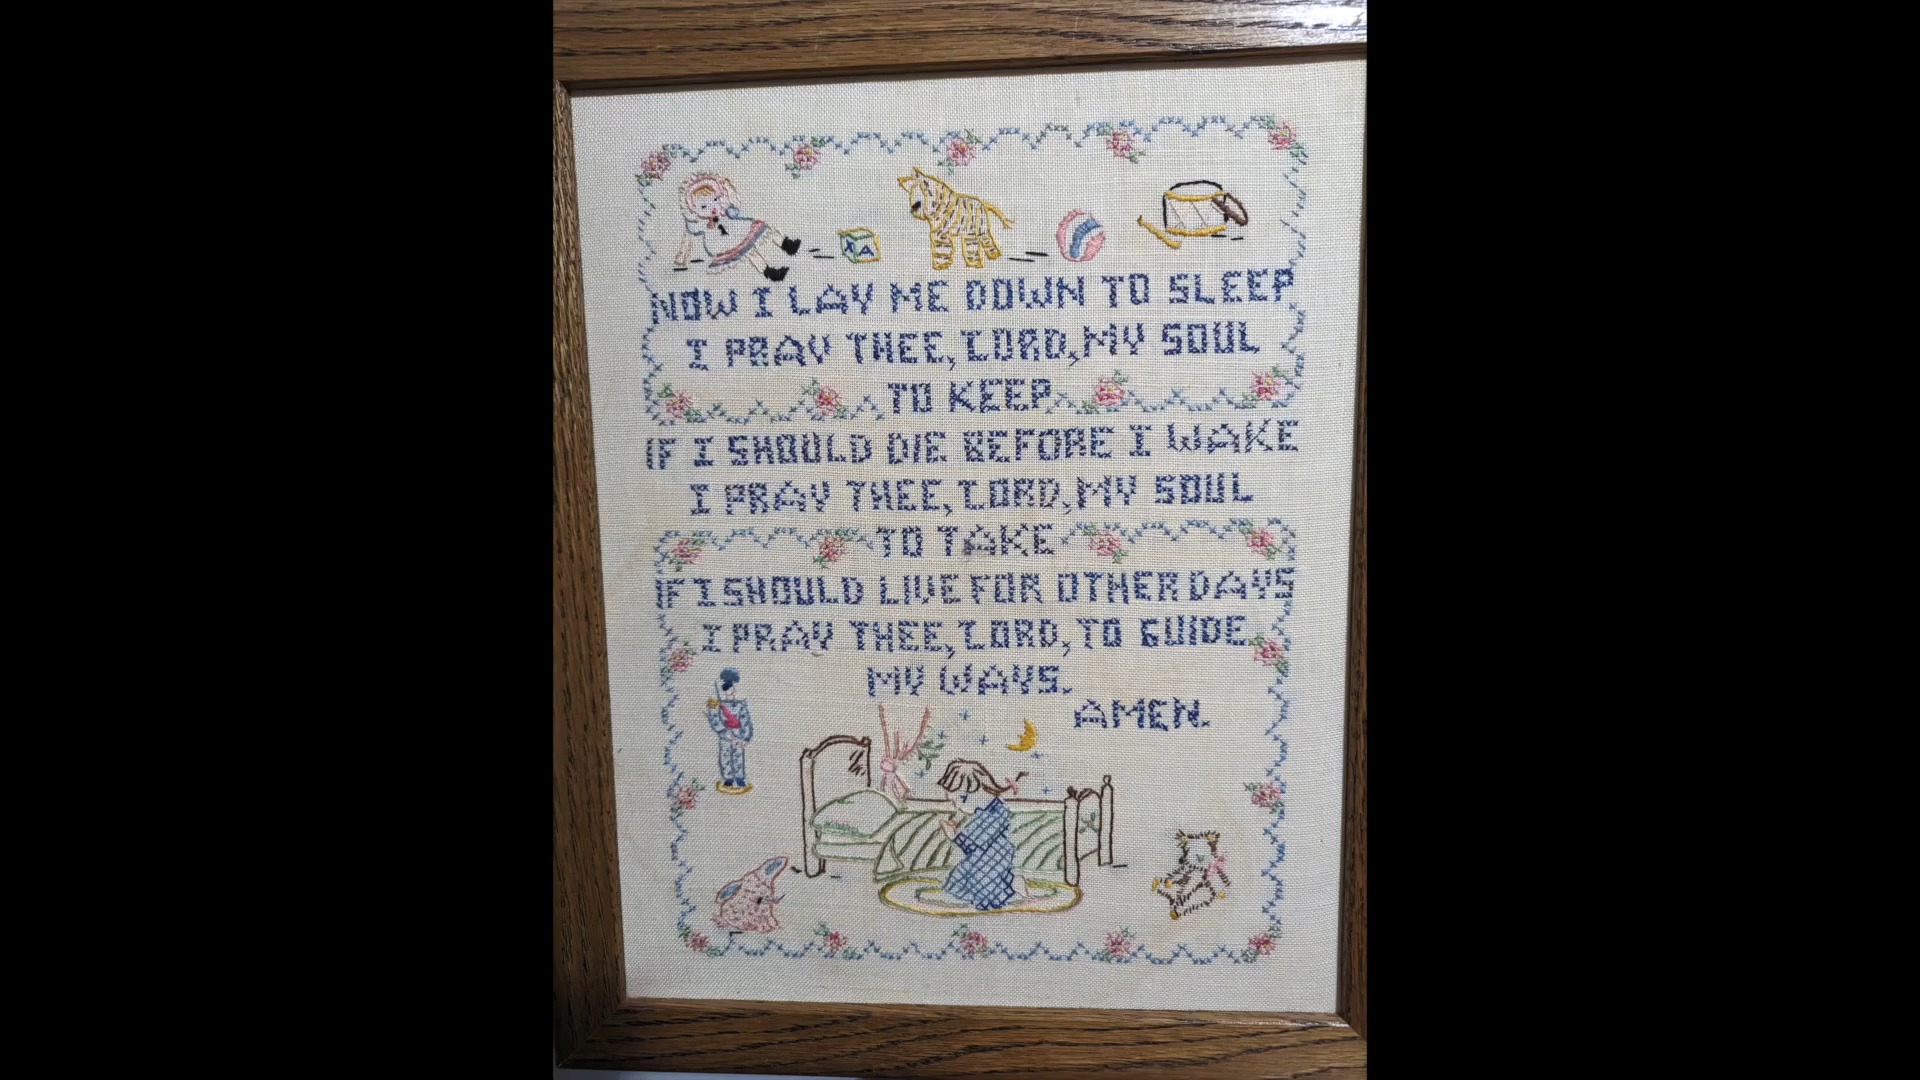 XA
NOW I LAY ME DOWN TO SLEEP
I PRAY THEE, LORD, MY SOUL
TO KEEP
IF I SHOULD DIE BEFORE I WAKE
I PRAY THEE, LORD, MY SOUL
TO TAKE
IF I SHOULD LIVE FOR OTHER DAYS
I PRAY THEE, LORD, TO GUIDE
MY WAYS.
AMEN.